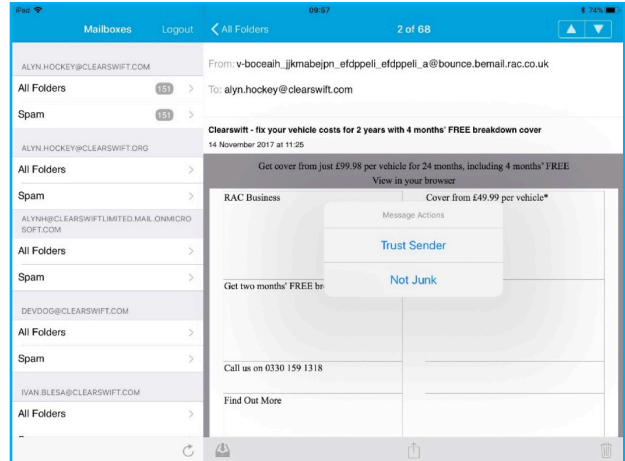 iPad
09:57
74%
Mailboxes
Logout
All Folders
2 of 68
ALYN.HOCKEY@CLEARSWIFT.COM
All Folders
151
Spam
151
ALYN.HOCKEY@CLEARSWIFT.ORG
All Folders
Spam
ALYNH@CLEARSWIFTLIMITED.MAIL.ONMICRO
SOFT.COM
All Folders
Spam
DEVDOG@CLEARSWIFT.COM
All Folders
Spam
IVAN.BLESA@CLEARSWIFT.COM
All Folders
From: v-boceaih_jjkmabejpn_efdppeli_efdppeli_a@bounce.bemail.rac.co.uk
To: alyn.hockey@clearswift.com
Clearswift - fix your vehicle costs for 2 years with 4 months' FREE breakdown cover
14 November 2017 at 11:25
Get cover from just £99.98 per vehicle for 24 months, including 4 months' FREE
View in your browser
RAC Business
Cover from £49.99 per vehicle*
Message Actions
Trust Sender
Not Junk
Get two months' FREE br
Call us on 0330 159 1318
Find Out More